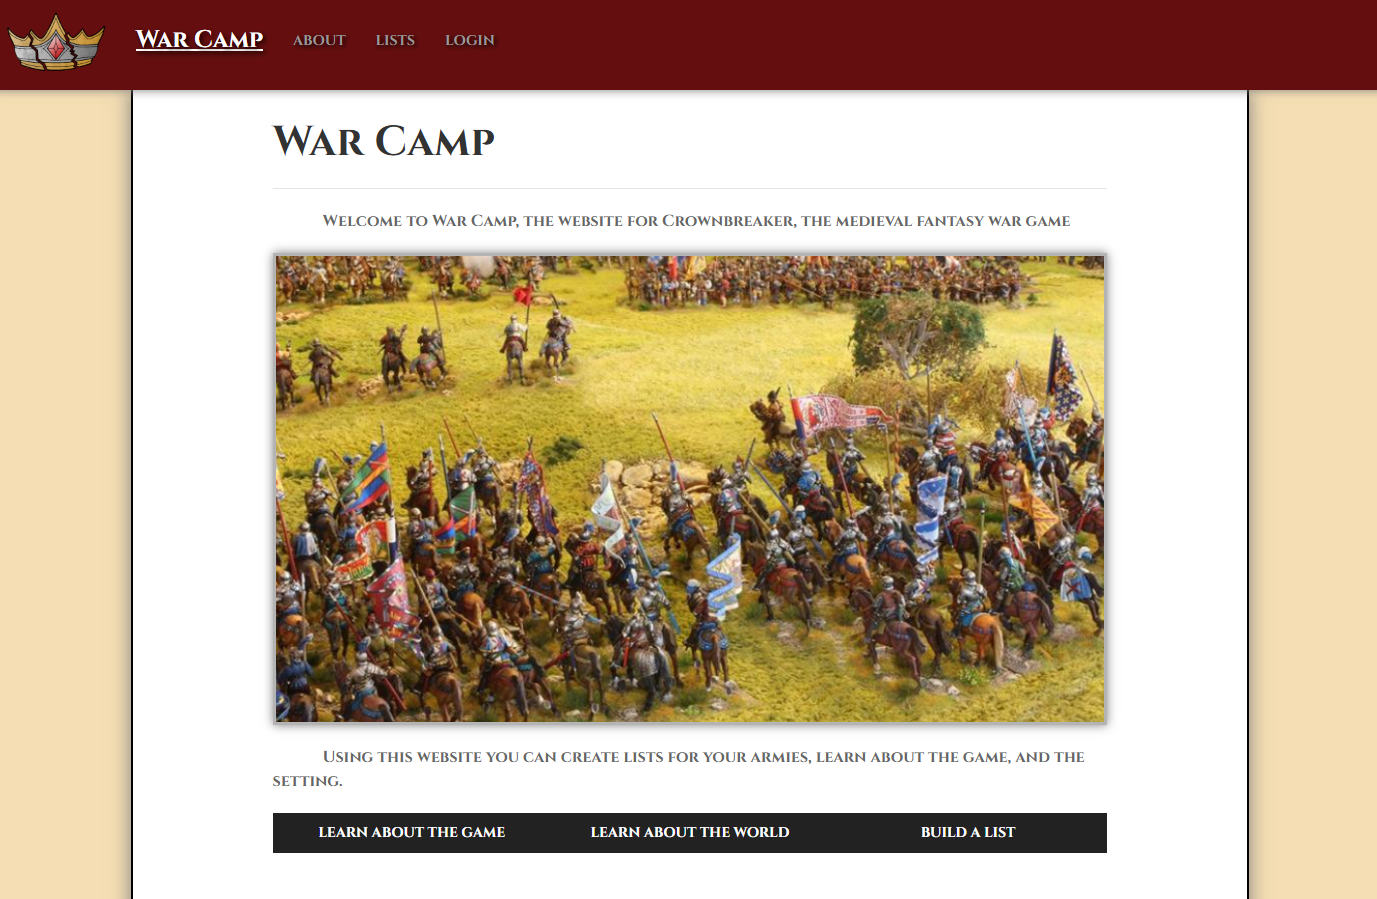 War Camp
ABOUT
LISTS
LOGIN
War Camp
Welcome to War Camp, the website for Crownbreaker, the medieval fantasy war game
Using this website you can create lists for your armies, learn about the game, and the
setting.
LEARN ABOUT THE GAME
LEARN ABOUT THE WORLD
BUILD A LIST